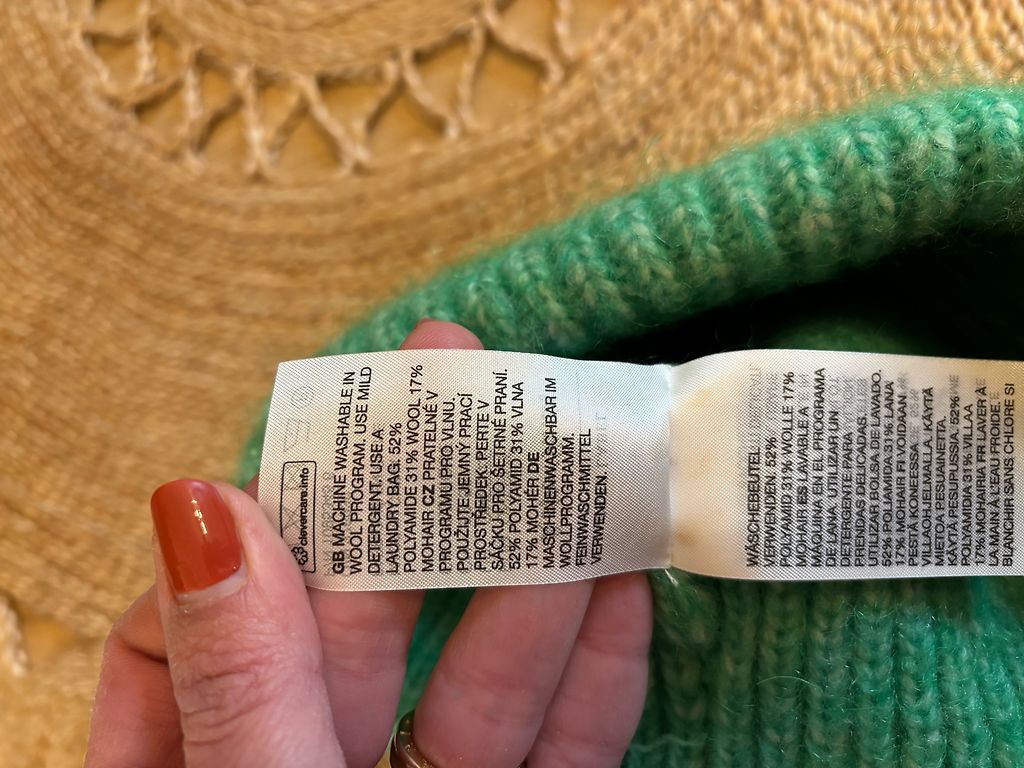 clevercare.info
GB MACHINE WASHABLE IN
WOOL PROGRAM. USE MILD
DETERGENT. USE A
LAUNDRY BAG. 52%
POLYAMIDE 31% WOOL 17%
MOHAIR CZ PRATELNÉ V
PROGRAMU PRO VLNU.
POUŽIJTE JEMNÝ PRACÍ
PROSTŘEDEK. PERTE V
SÁČKU PRO ŠETRNÉ PRANÍ.
52% POLYAMID 31% VLNA
17% MOHÉR DE
MASCHINENWASCHBAR IM
WOLLPROGRAMM.
FEINWASCHMITTEL
VERWENDEN.
WÄSCHEBEUTEL
VERWENDEN. 52%
POLYAMID 31% WOLLE 17%
MOHAIR ES LAVABLE A
MÁQUINA EN EL PROGRAMA
DE LANA. UTILIZAR UN
DETERGENTE PARA
PRENDAS DELICADAS.
UTILIZAR BOLSA DE LAVADO.
52% POLIAMIDA 31% LANA
17% MOHAIR FI VOIDAAN
PESTÄ KONEESSA
VILLAOHJELMALLA. KÄYTÄ
MIETOA PESUAINETTA.
KÄYTÄ PESUPUSSIA. 52%
POLYAMIDIA 31% VILLAA
17% MOHAIRIA FR LAVER À
LA MAIN À L'EAU FROIDE.
BLANCHIR SANS CHLORE SI